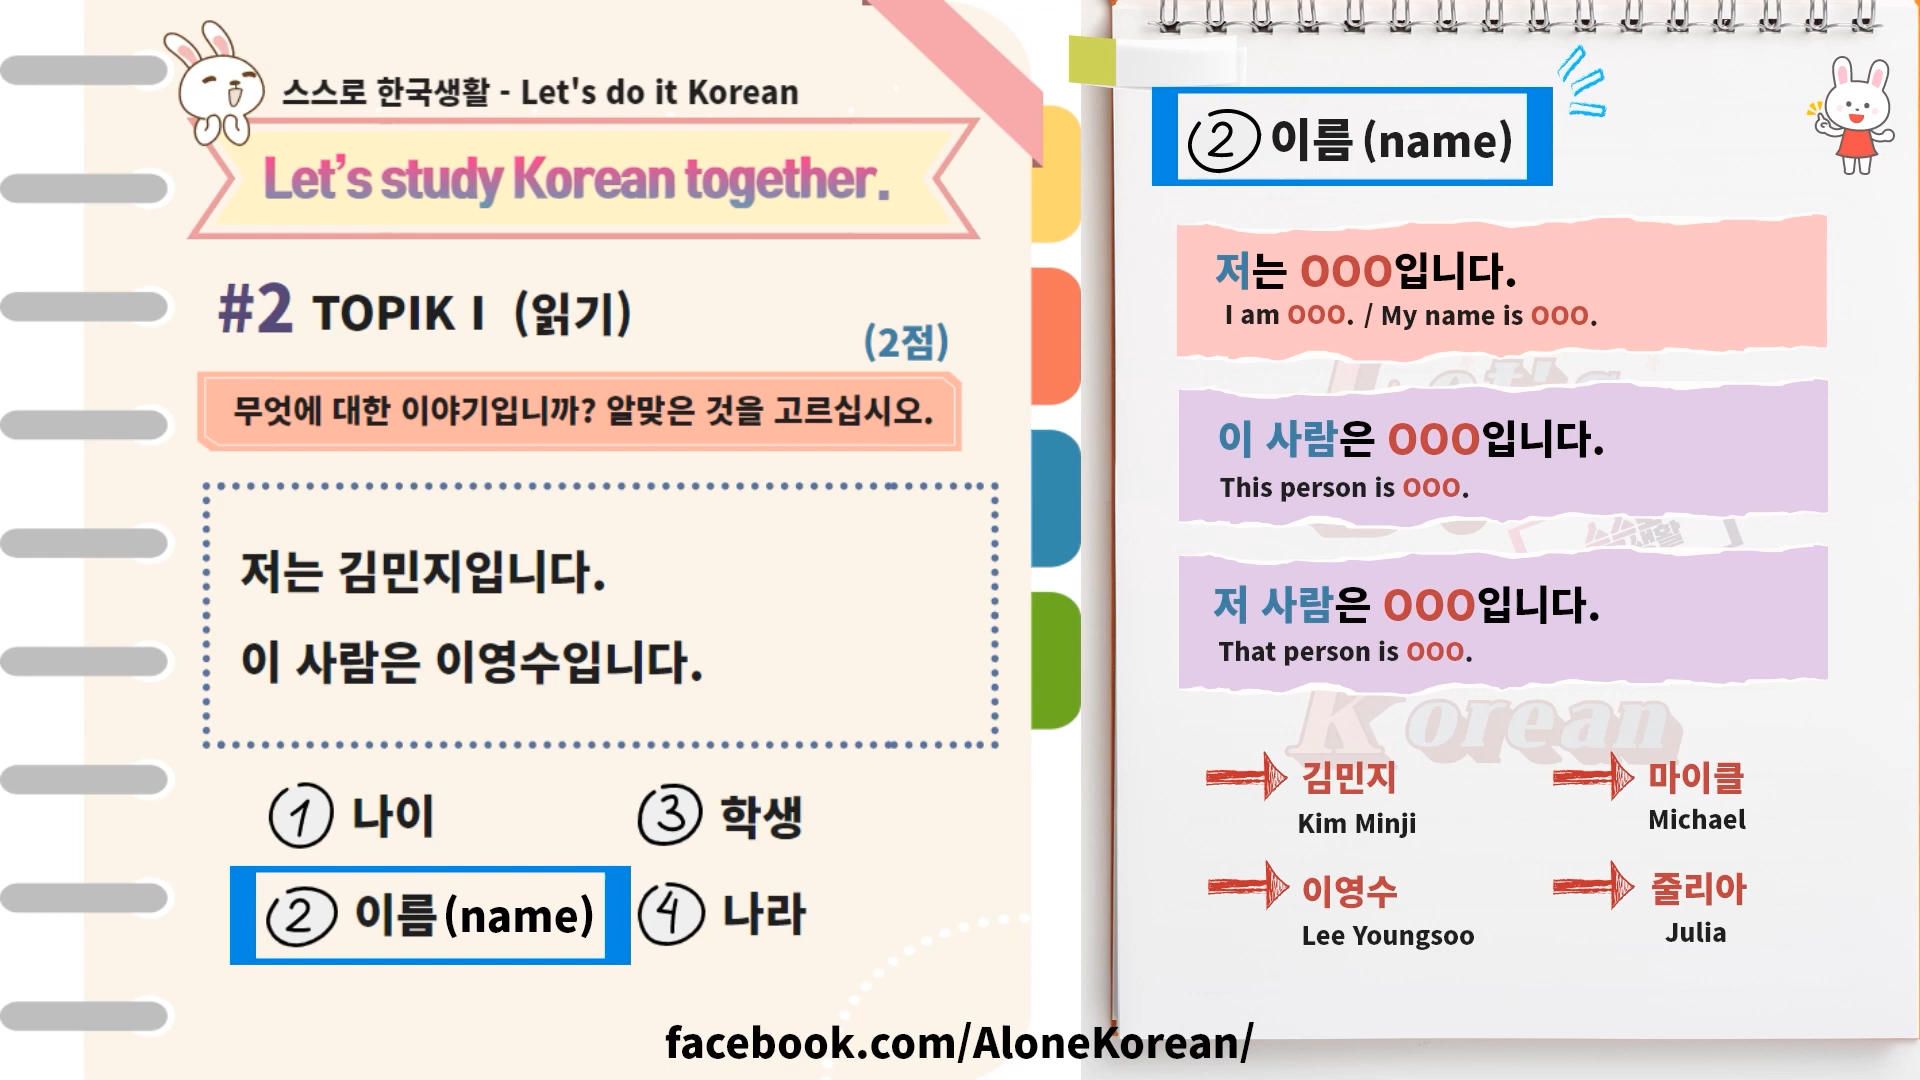 스스로 한국생활 - Let's do it Korean
Let's study Korean together.
#2 TOPIK I (읽기)
(2점)
무엇에 대한 이야기입니까? 알맞은 것을 고르십시오.
저는 김민지입니다.
이 사람은 이영수입니다.
① 나이
③ 학생
② 이름 (name)
④ 나라
② 이름 (name)
저는 OOO입니다.
I am OOO. / My name is OOO.
이 사람은 OOO입니다.
This person is OOO.
저 사람은 OOO입니다.
That person is OOO.
Korean
김민지
Kim Minji
마이클
Michael
이영수
Lee Youngsoo
줄리아
Julia
facebook.com/AloneKorean/